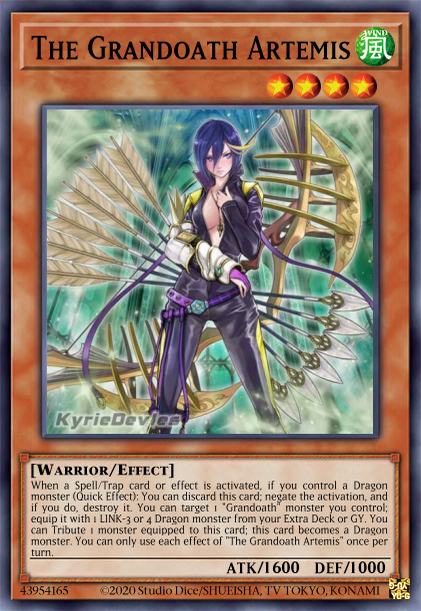 The Grandoath Artemis
WIND
風
KyrieDevies
[Warrior/Effect]
When a Spell/Trap card or effect is activated, if you control a Dragon
monster (Quick Effect): You can discard this card; negate the activation, and
if you do, destroy it. You can target 1 "Grandoath" monster you control;
equip it with 1 LINK-3 or 4 Dragon monster from your Extra Deck or GY. You
can Tribute 1 monster equipped to this card; this card becomes a Dragon
monster. You can only use each effect of "The Grandoath Artemis" once per
turn.
ATK/1600 DEF/1000
43954165 ©2020 Studio Dice/SHUEISHA, TV TOKYO, KONAMI